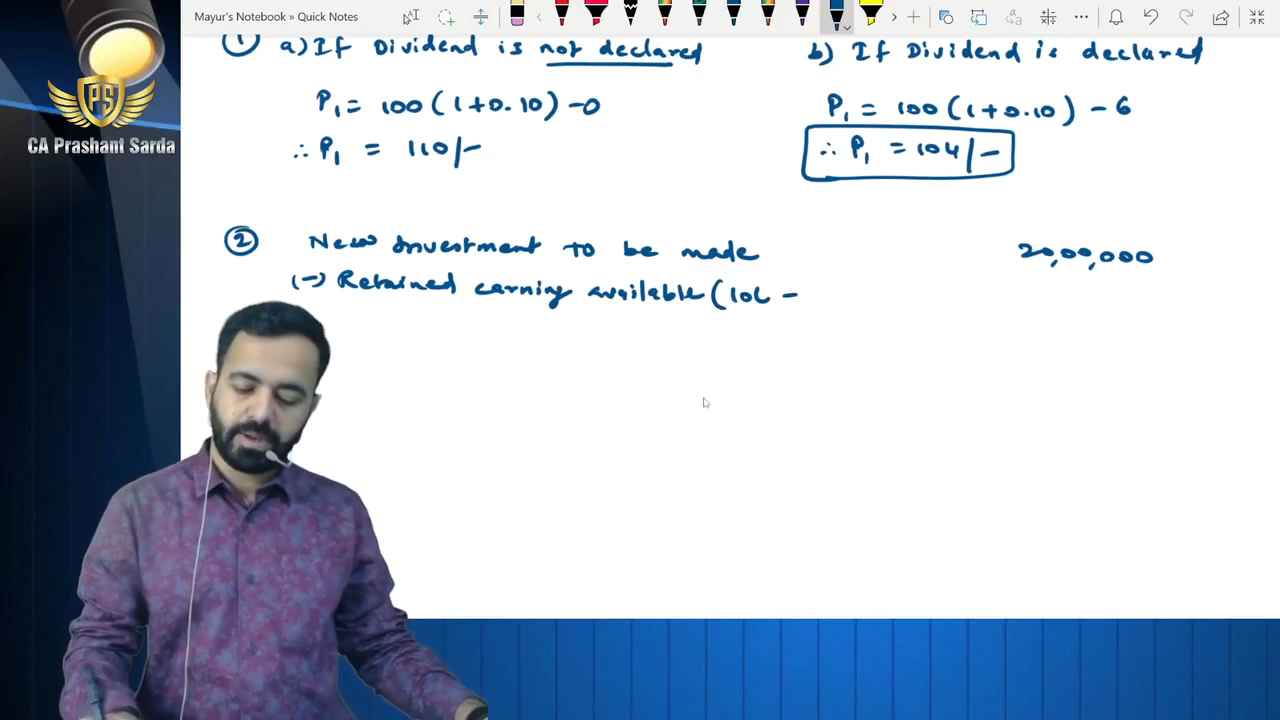 Mayur's Notebook » Quick Notes
PS
CA Prashant Sarda
① a) If Dividend is not declared
P₁ = 100 (1+0.10) -0
∴ P₁ = 110/-
b) If Dividend is declared
P₁ = 100 (1+0.10) - 6
∴ P₁ = 104/-
② New Investment to be made 20,00,000
(-) Retained earning available (10L -